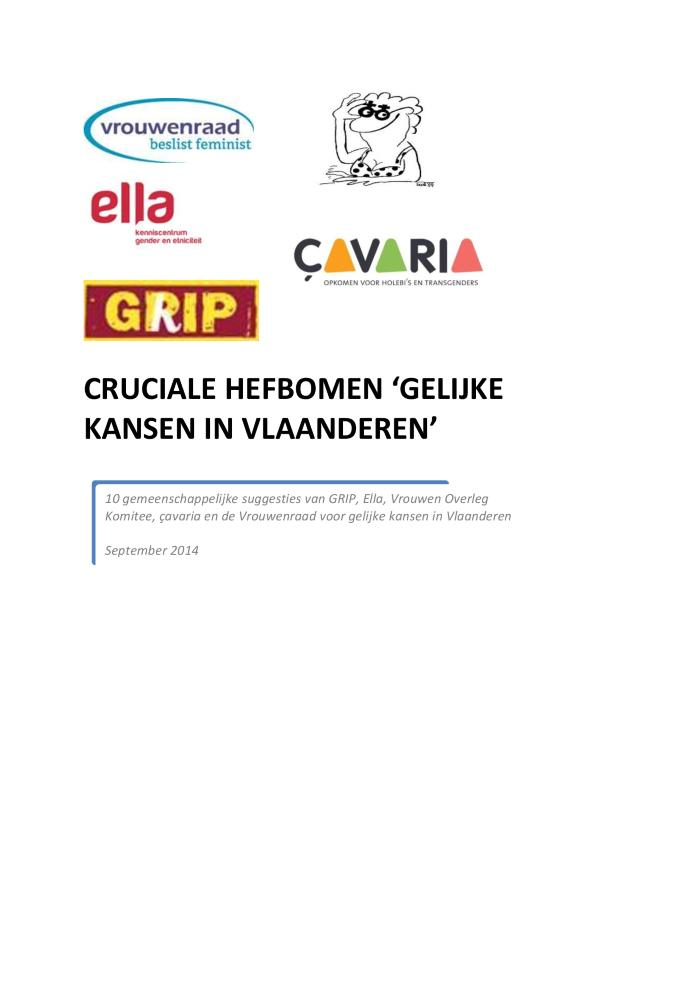 vrouwenraad
beslist feminist
ella
kenniscentrum
gender en etniciteit
ÇAVARIA
OPKOMEN VOOR HOLEBI'S EN TRANSGENDERS
GRIP
CRUCIALE HEFBOMEN ‘GELIJKE
KANSEN IN VLAANDEREN’
10 gemeenschappelijke suggesties van GRIP, Ella, Vrouwen Overleg
Komitee, çavaria en de Vrouwenraad voor gelijke kansen in Vlaanderen
September 2014